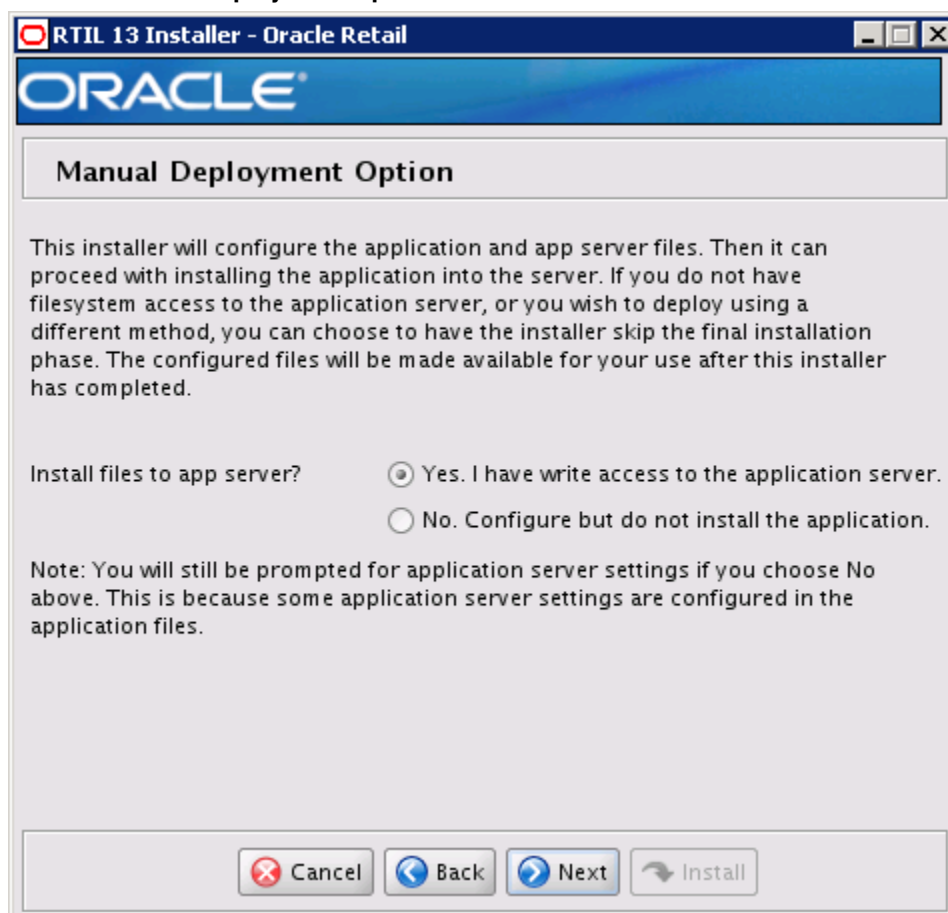 RTIL 13 Installer - Oracle Retail
ORACLE
Manual Deployment Option
This installer will configure the application and app server files. Then it can
proceed with installing the application into the server. If you do not have
filesystem access to the application server, or you wish to deploy using a
different method, you can choose to have the installer skip the final installation
phase. The configured files will be made available for your use after this installer
has completed.
Install files to app server?
Yes. I have write access to the application server.
No. Configure but do not install the application.
Note: You will still be prompted for application server settings if you choose No
above. This is because some application server settings are configured in the
application files.
Cancel Back Next Install